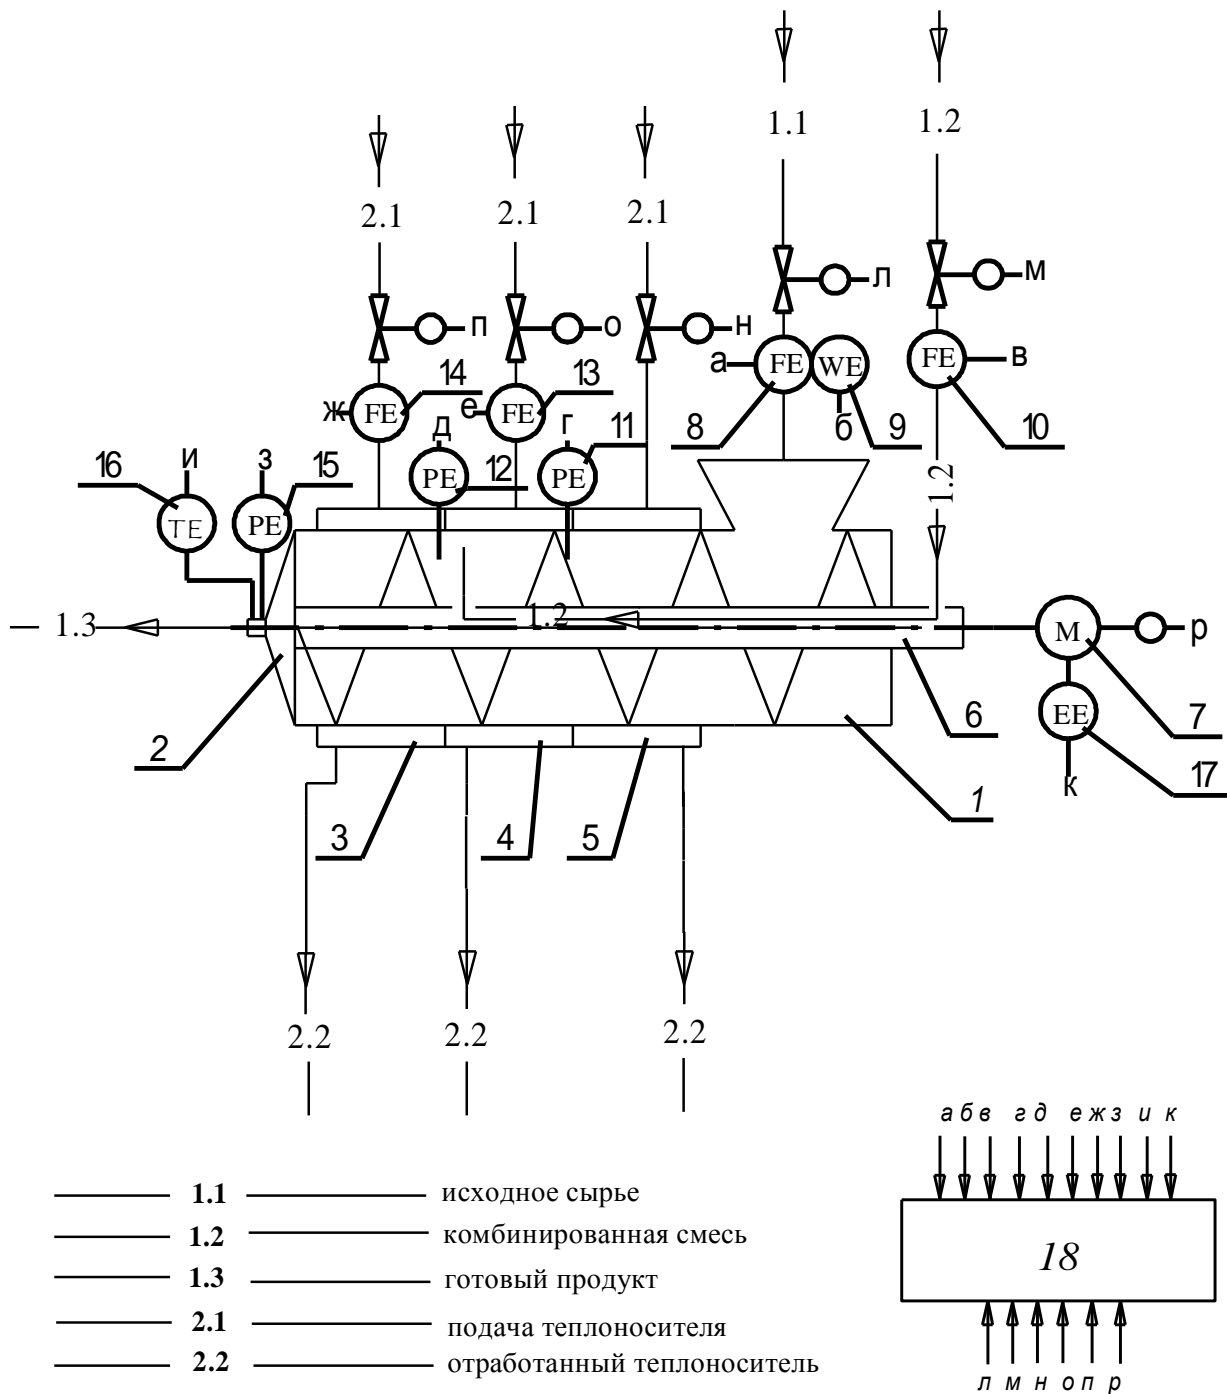 1.1 1.2
2.1 2.1 2.1
л м
п о н
а FE WE FE в
14 13
ж FE е FE
8 б 9 10
д г 11
и з
16 15 PE 12 PE
TE PE
1.2
1.3 1.2
M р
2 6 7
EE
3 4 5 1 к 17
2.2 2.2 2.2
а б в г д е ж з и к
18
л м н о п р
1.1 исходное сырье
1.2 комбинированная смесь
1.3 готовый продукт
2.1 подача теплоносителя
2.2 отработанный теплоноситель